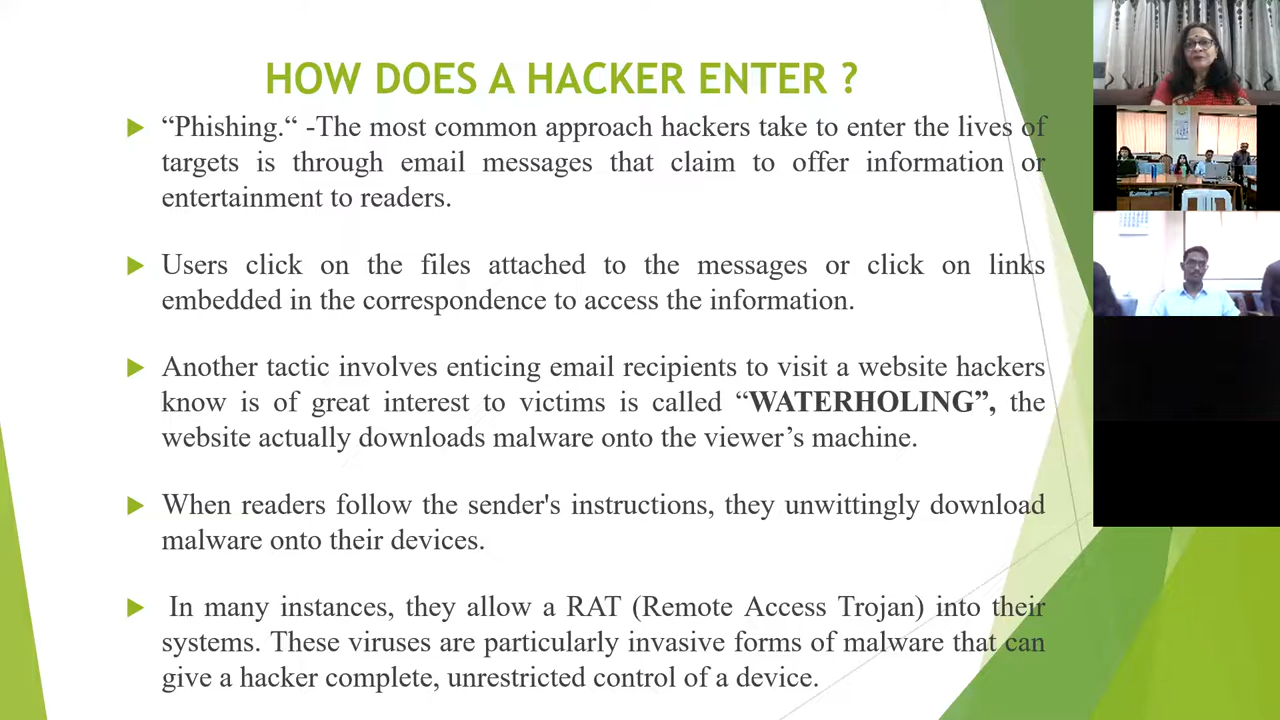 HOW DOES A HACKER ENTER ?
“Phishing.“ -The most common approach hackers take to enter the lives of
targets is through email messages that claim to offer information or
entertainment to readers.
Users click on the files attached to the messages or click on links
embedded in the correspondence to access the information.
Another tactic involves enticing email recipients to visit a website hackers
know is of great interest to victims is called “WATERHOLING”, the
website actually downloads malware onto the viewer’s machine.
When readers follow the sender's instructions, they unwittingly download
malware onto their devices.
In many instances, they allow a RAT (Remote Access Trojan) into their
systems. These viruses are particularly invasive forms of malware that can
give a hacker complete, unrestricted control of a device.